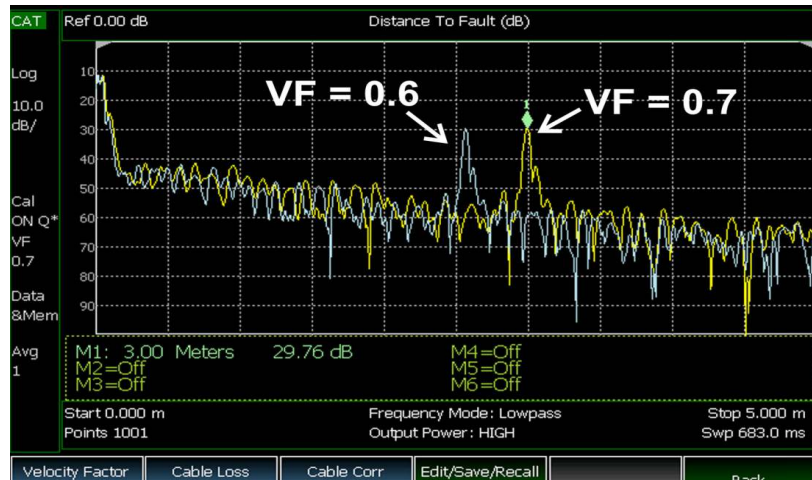 CAT Ref 0.00 dB Distance To Fault (dB)
Log
10.0
dB/
Cal
ON Q*
VF
0.7
Data
&Mem
Avg
1
10
20
30
40
50
60
70
80
90
VF = 0.6
1
VF = 0.7
M1: 3.00 Meters 29.76 dB M4=Off
M2=Off M5=Off
M3=Off M6=Off
Start 0.000 m Frequency Mode: Lowpass Stop 5.000 m
Points 1001 Output Power: HIGH Swp 683.0 ms
Velocity Factor Cable Loss Cable Corr Edit/Save/Recall Back